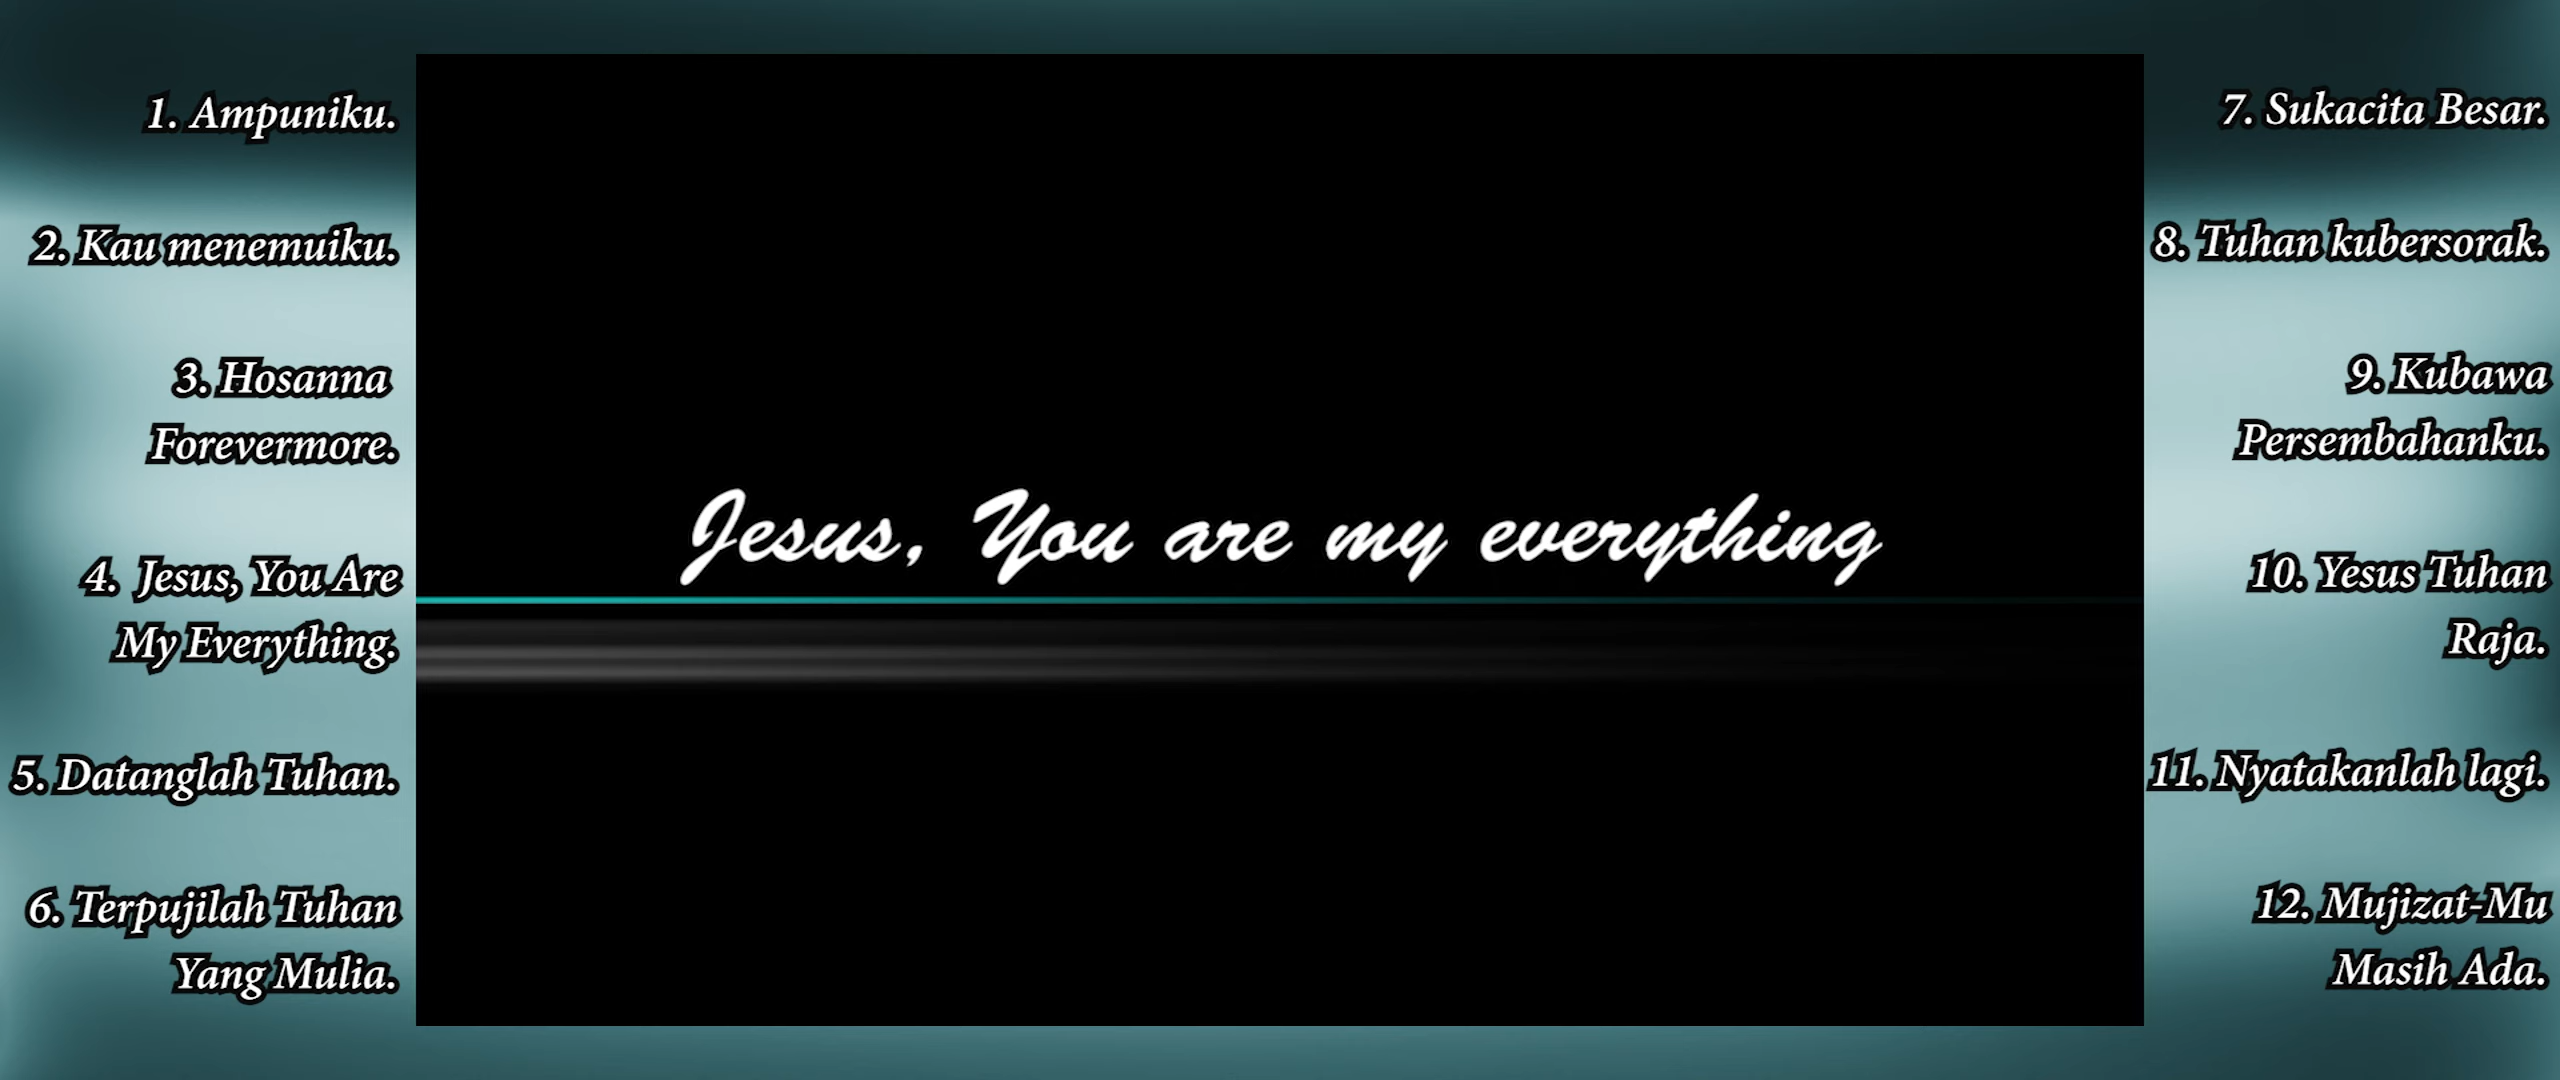 1. Ampuniku.
2. Kau menemuiku.
3. Hosanna
Forevermore.
4. Jesus, You Are
My Everything.
5. Datanglah Tuhan.
6. Terpujilah Tuhan
Yang Mulia.
Jesus, You are my everything
7. Sukacita Besar.
8. Tuhan kubersorak.
9. Kubawa
Persembahanku.
10. Yesus Tuhan
Raja.
11. Nyatakanlah lagi.
12. Mujizat-Mu
Masih Ada.